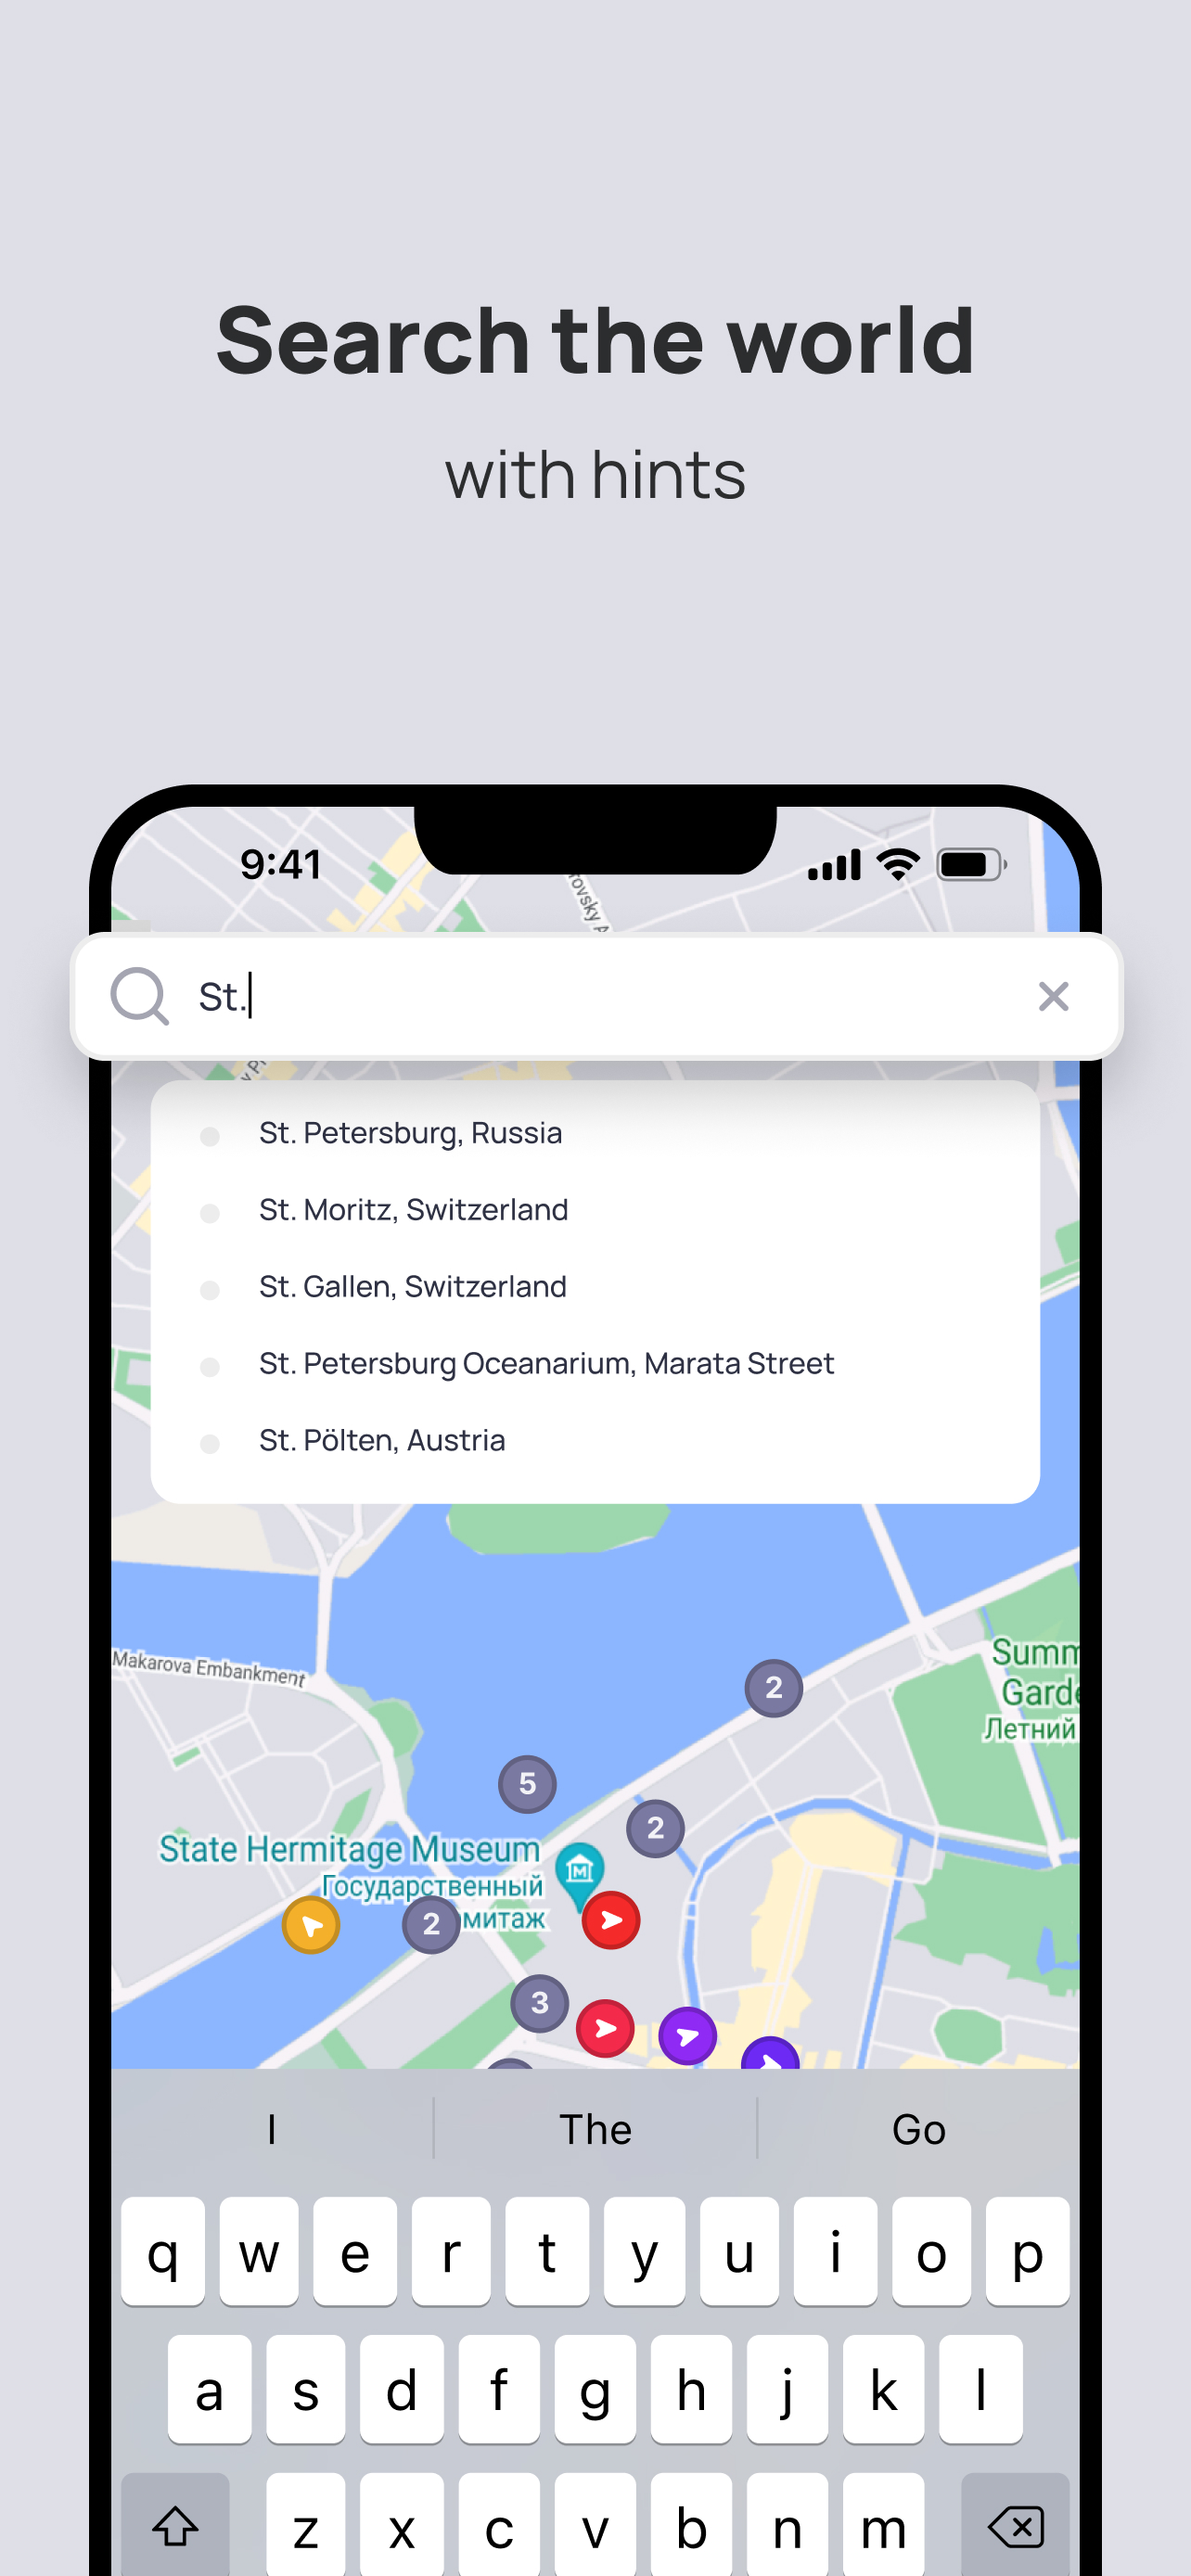 Search the world
with hints
9:41
St.
St. Petersburg, Russia
St. Moritz, Switzerland
St. Gallen, Switzerland
St. Petersburg Oceanarium, Marata Street
St. Pölten, Austria
Makarova Embankment
Summ
Garde
Летний
2
5
2
State Hermitage Museum
Государственный
2 митаж
3
I The Go
q w e r t y u i o p
a s d f g h j k l
z x c v b n m